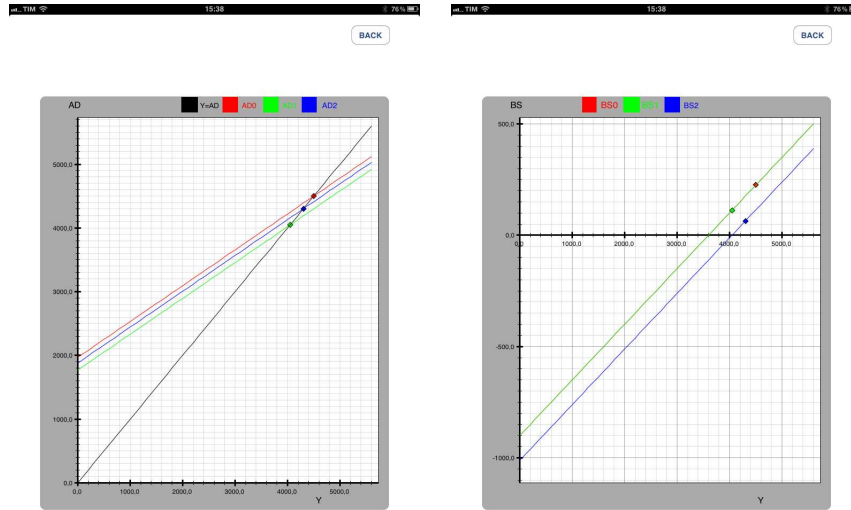 TIM 15:38 76%
BACK
AD Y=AD AD0 AD1 AD2
5000,0
4000,0
3000,0
2000,0
1000,0
0,0
0,0 1000,0 2000,0 3000,0 4000,0 5000,0
Y
TIM 15:38 76%
BACK
BS BS0 BS1 BS2
500,0
0,0
0,0 1000,0 2000,0 3000,0 4000,0 5000,0
-500,0
-1000,0
Y